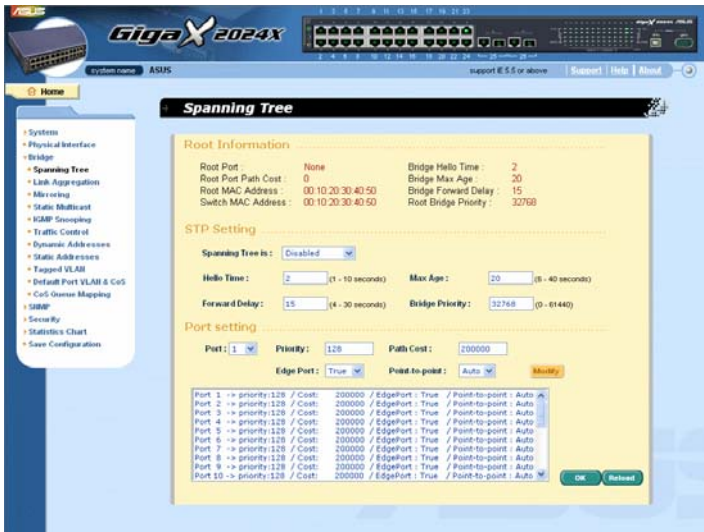 ASUS
GigaX 2024X
system name ASUS
support IE 5.5 or above
Support | Help | About
Home
Spanning Tree
System
Physical Interface
Bridge
Spanning Tree
Link Aggregation
Mirroring
Static Multicast
IGMP Snooping
Traffic Control
Dynamic Addresses
Static Addresses
Tagged VLAN
Default Port VLAN & CoS
CoS Queue Mapping
SNMP
Security
Statistics Chart
Save Configuration
Root Information
Root Port : None Bridge Hello Time : 2
Root Port Path Cost : 0 Bridge Max Age : 20
Root MAC Address : 00:10:20:30:40:50 Bridge Forward Delay : 15
Switch MAC Address : 00:10:20:30:40:50 Root Bridge Priority : 32768
STP Setting
Spanning Tree is : Disabled
Hello Time : 2 (1 - 10 seconds) Max Age : 20 (6 - 40 seconds)
Forward Delay : 15 (4 - 30 seconds) Bridge Priority : 32768 (0 - 61440)
Port setting
Port : 1 Priority : 128 Path Cost : 200000
Edge Port : True Point-to-point : Auto Modify
Port 1 -> priority:128 / Cost: 200000 / EdgePort : True / Point-to-point : Auto
Port 2 -> priority:128 / Cost: 200000 / EdgePort : True / Point-to-point : Auto
Port 3 -> priority:128 / Cost: 200000 / EdgePort : True / Point-to-point : Auto
Port 4 -> priority:128 / Cost: 200000 / EdgePort : True / Point-to-point : Auto
Port 5 -> priority:128 / Cost: 200000 / EdgePort : True / Point-to-point : Auto
Port 6 -> priority:128 / Cost: 200000 / EdgePort : True / Point-to-point : Auto
Port 7 -> priority:128 / Cost: 200000 / EdgePort : True / Point-to-point : Auto
Port 8 -> priority:128 / Cost: 200000 / EdgePort : True / Point-to-point : Auto
Port 9 -> priority:128 / Cost: 200000 / EdgePort : True / Point-to-point : Auto
Port 10 -> priority:128 / Cost: 200000 / EdgePort : True / Point-to-point : Auto
OK Reload